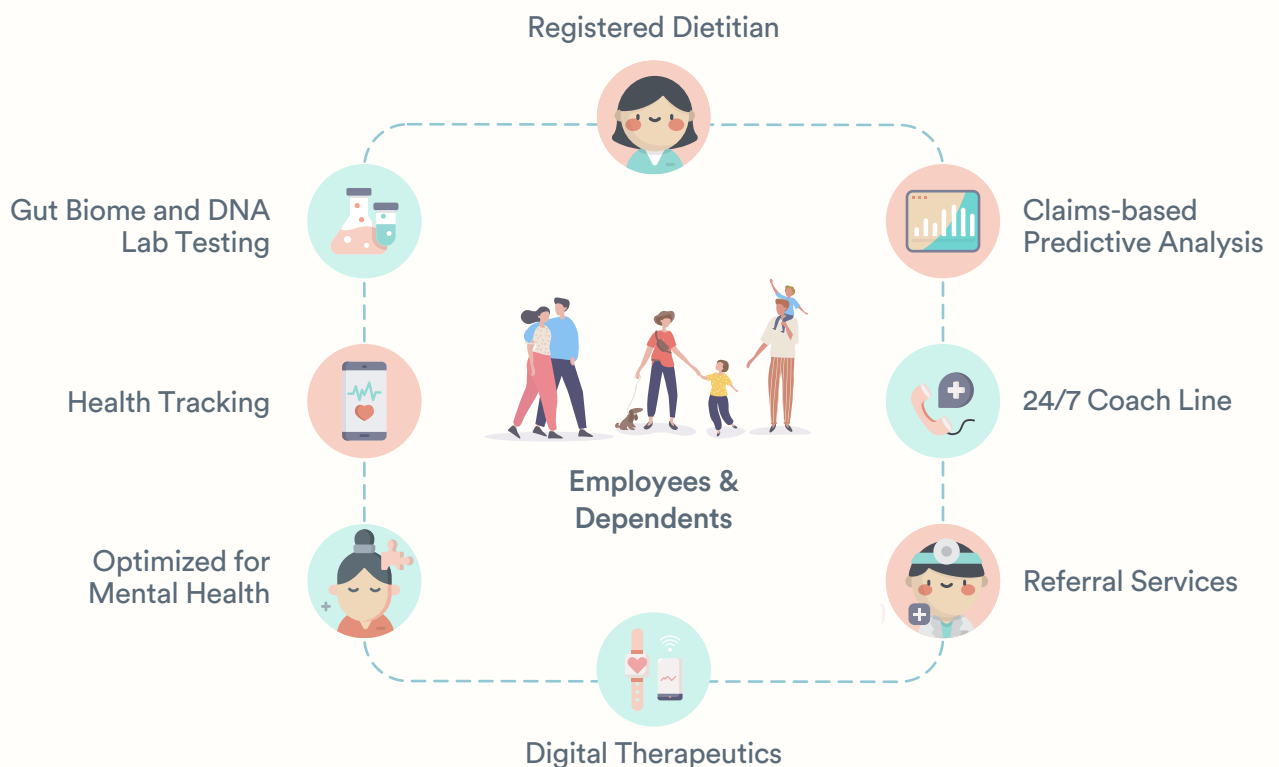 Registered Dietitian
Gut Biome and DNA
Lab Testing
Claims-based
Predictive Analysis
Health Tracking
24/7 Coach Line
Employees &
Dependents
Optimized for
Mental Health
Referral Services
Digital Therapeutics